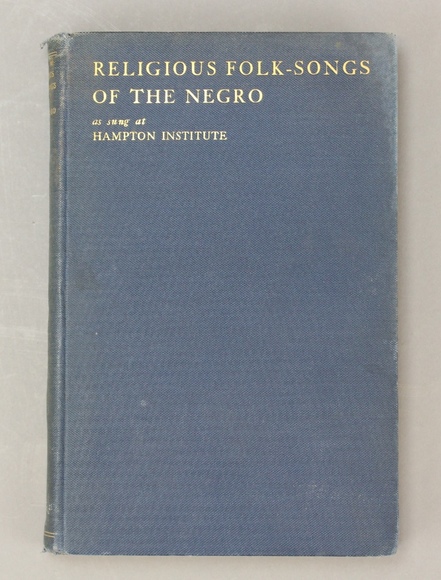 RELIGIOUS FOLK-SONGS
OF THE NEGRO
as sung at
HAMPTON INSTITUTE